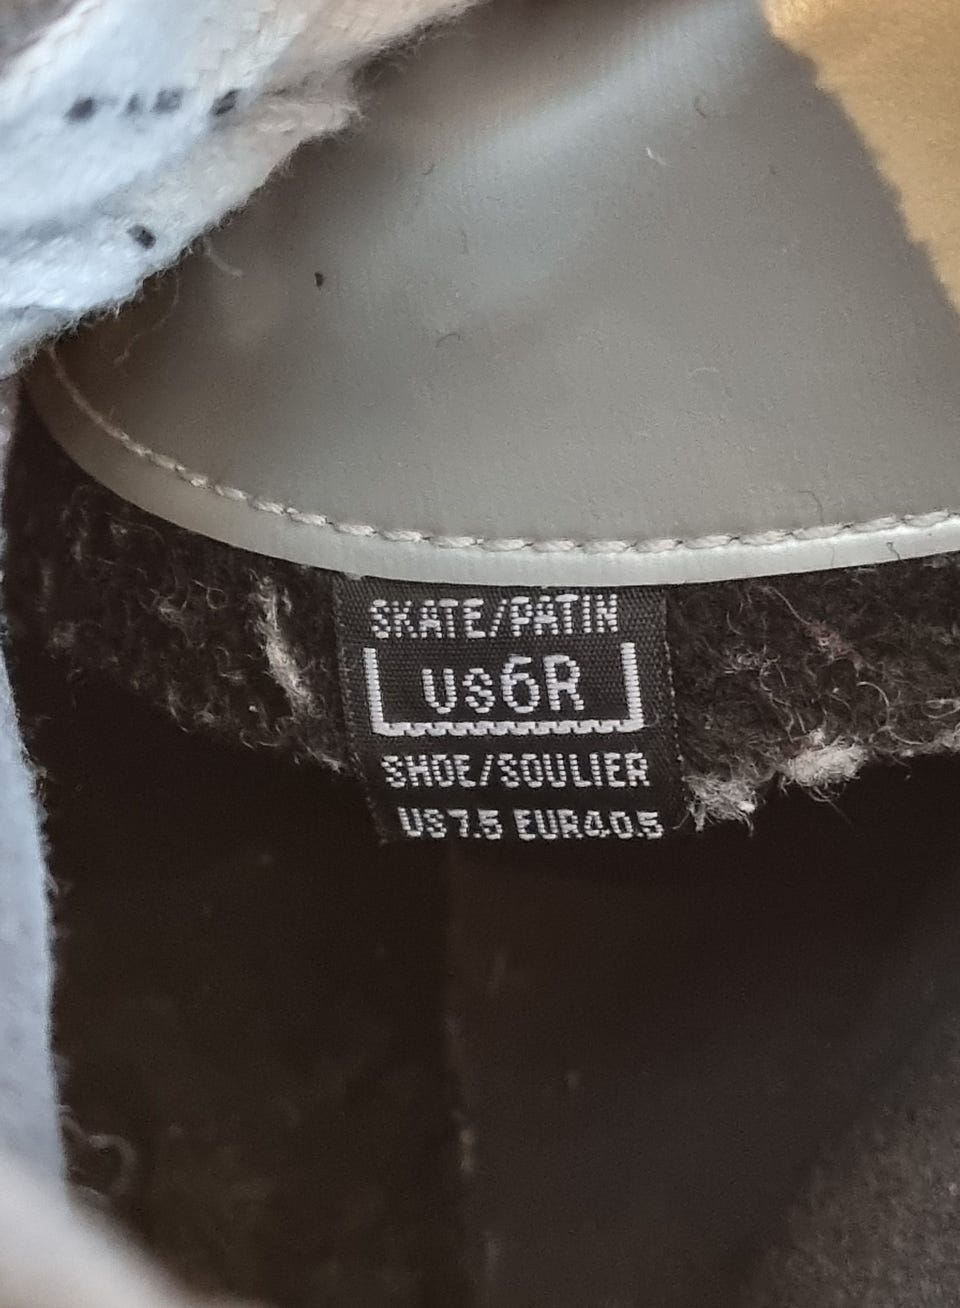 SKATE/PATIN
US6R
SHOE/SOULIER
US7.5 EUR40.5